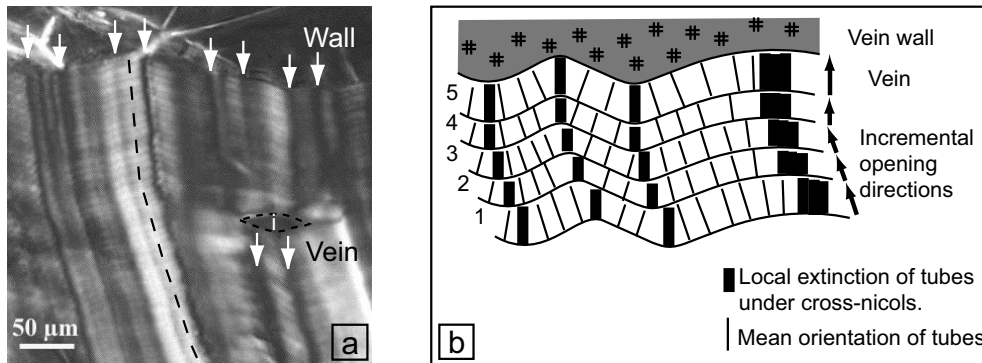 Wall
i
Vein
50 µm
a
Vein wall
Vein
5
4
3
2
1
Incremental
opening
directions
Local extinction of tubes
under cross-nicols.
Mean orientation of tubes
b